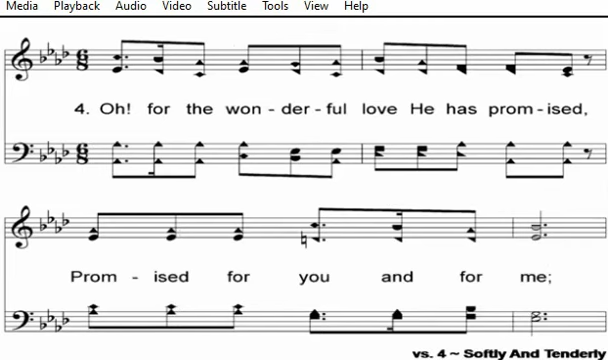 Media Playback Audio Video Subtitle Tools View Help
4. Oh! for the won - der - ful love He has prom - ised,
Prom - ised for you and for me;
vs. 4 ~ Softly And Tenderly